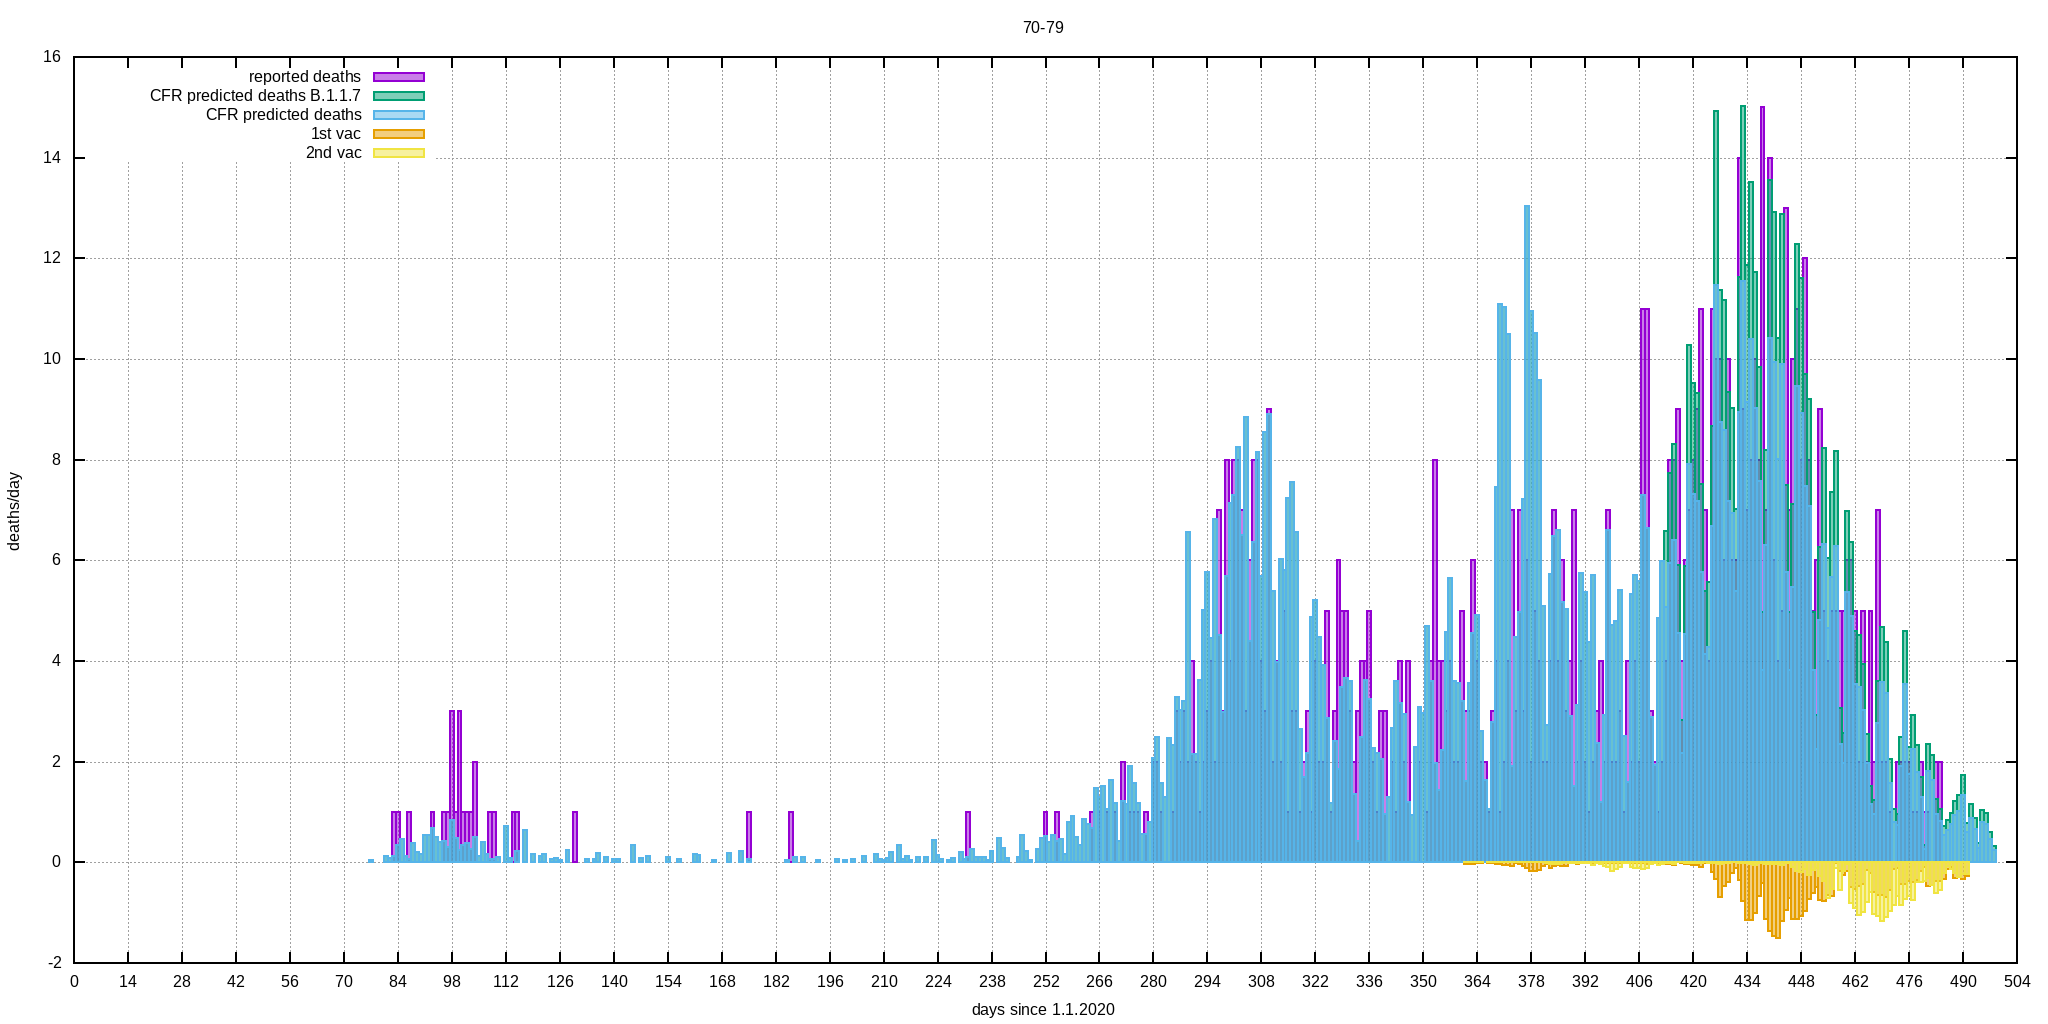 70-79
16
14
12
10
8
6
4
2
0
-2
deaths/day
reported deaths
CFR predicted deaths B.1.1.7
CFR predicted deaths
1st vac
2nd vac
0 14 28 42 56 70 84 98 112 126 140 154 168 182 196 210 224 238 252 266 280 294 308 322 336 350 364 378 392 406 420 434 448 462 476 490 504
days since 1.1.2020